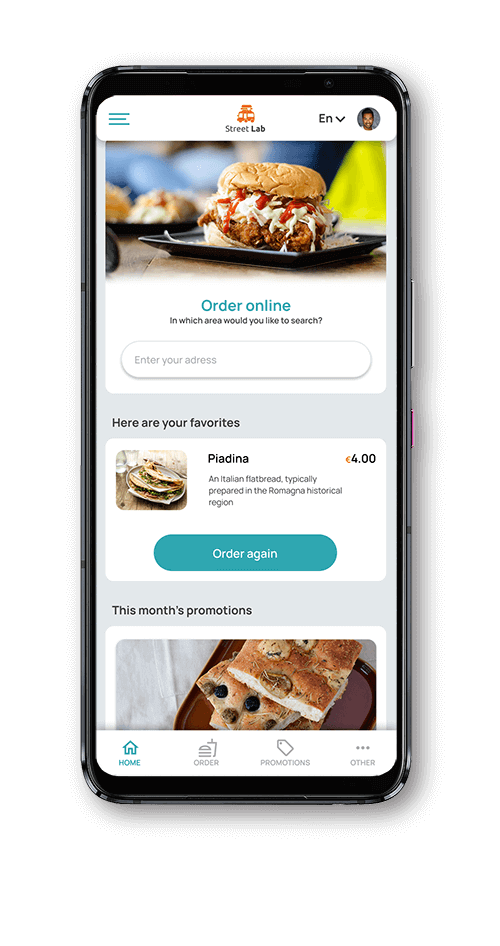 Street Lab
En
Order online
In which area would you like to search?
Enter your adress
Here are your favorites
Piadina
€4.00
An Italian flatbread, typically
prepared in the Romagna historical
region
Order again
This month's promotions
HOME
ORDER
PROMOTIONS
OTHER